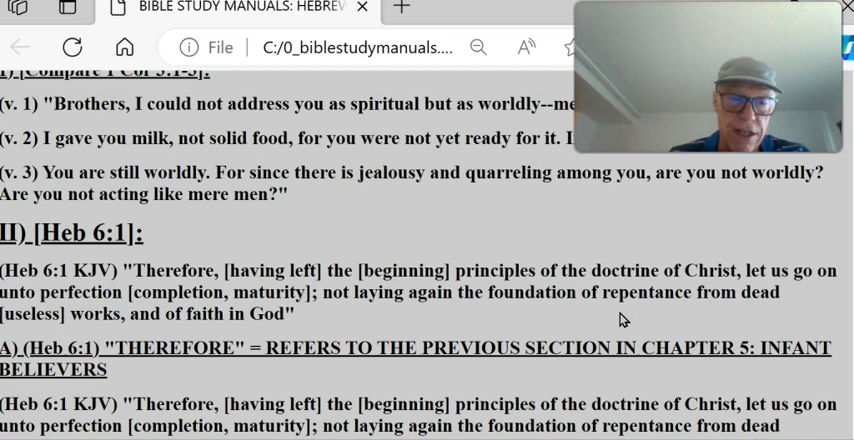 BIBLE STUDY MANUALS: HEBREW
File C:/0_biblestudymanuals....
I) [Compare 1 Cor 3:1-3]:
(v. 1) "Brothers, I could not address you as spiritual but as worldly--me
(v. 2) I gave you milk, not solid food, for you were not yet ready for it. I
(v. 3) You are still worldly. For since there is jealousy and quarreling among you, are you not worldly?
Are you not acting like mere men?"
II) [Heb 6:1]:
(Heb 6:1 KJV) "Therefore, [having left] the [beginning] principles of the doctrine of Christ, let us go on
unto perfection [completion, maturity]; not laying again the foundation of repentance from dead
[useless] works, and of faith in God"
A) (Heb 6:1) "THEREFORE" = REFERS TO THE PREVIOUS SECTION IN CHAPTER 5: INFANT
BELIEVERS
(Heb 6:1 KJV) "Therefore, [having left] the [beginning] principles of the doctrine of Christ, let us go on
unto perfection [completion, maturity]; not laying again the foundation of repentance from dead